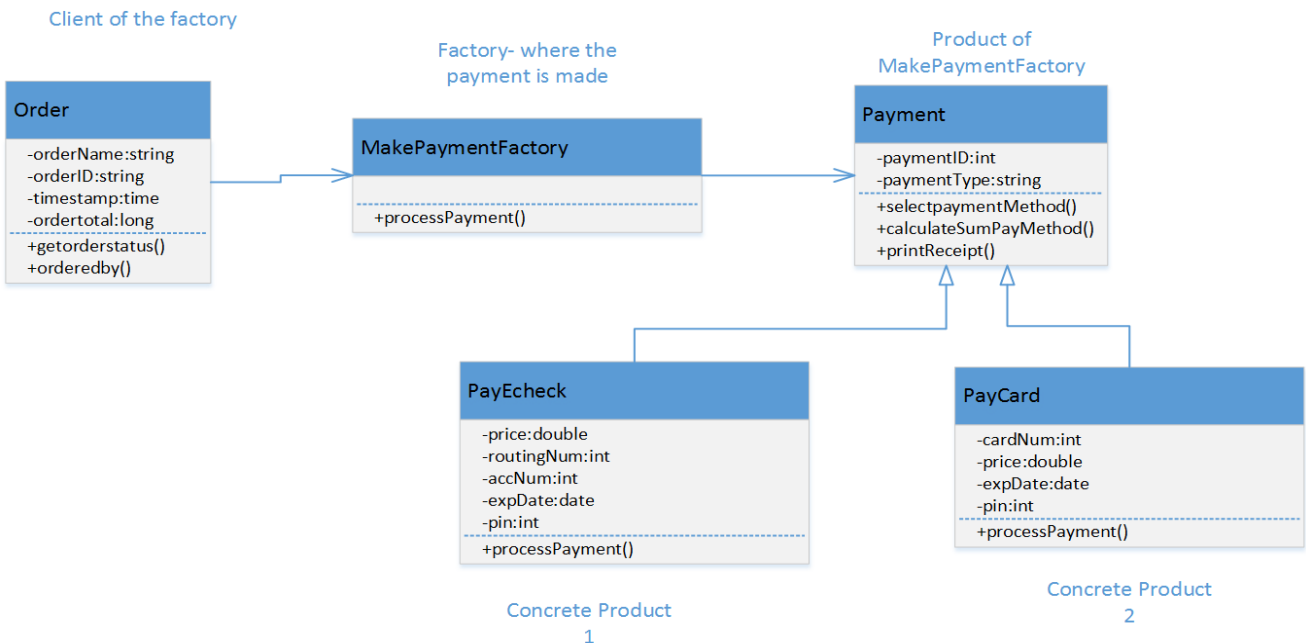 Client of the factory
Order
-orderName:string
-orderID:string
-timestamp:time
-ordertotal:long
+getorderstatus()
+orderedby()
Factory- where the
payment is made
MakePaymentFactory
+processPayment()
Product of
MakePaymentFactory
Payment
-paymentID:int
-paymentType:string
+selectpaymentMethod()
+calculateSumPayMethod()
+printReceipt()
PayEcheck
-price:double
-routingNum:int
-accNum:int
-expDate:date
-pin:int
+processPayment()
Concrete Product
1
PayCard
-cardNum:int
-price:double
-expDate:date
-pin:int
+processPayment()
Concrete Product
2